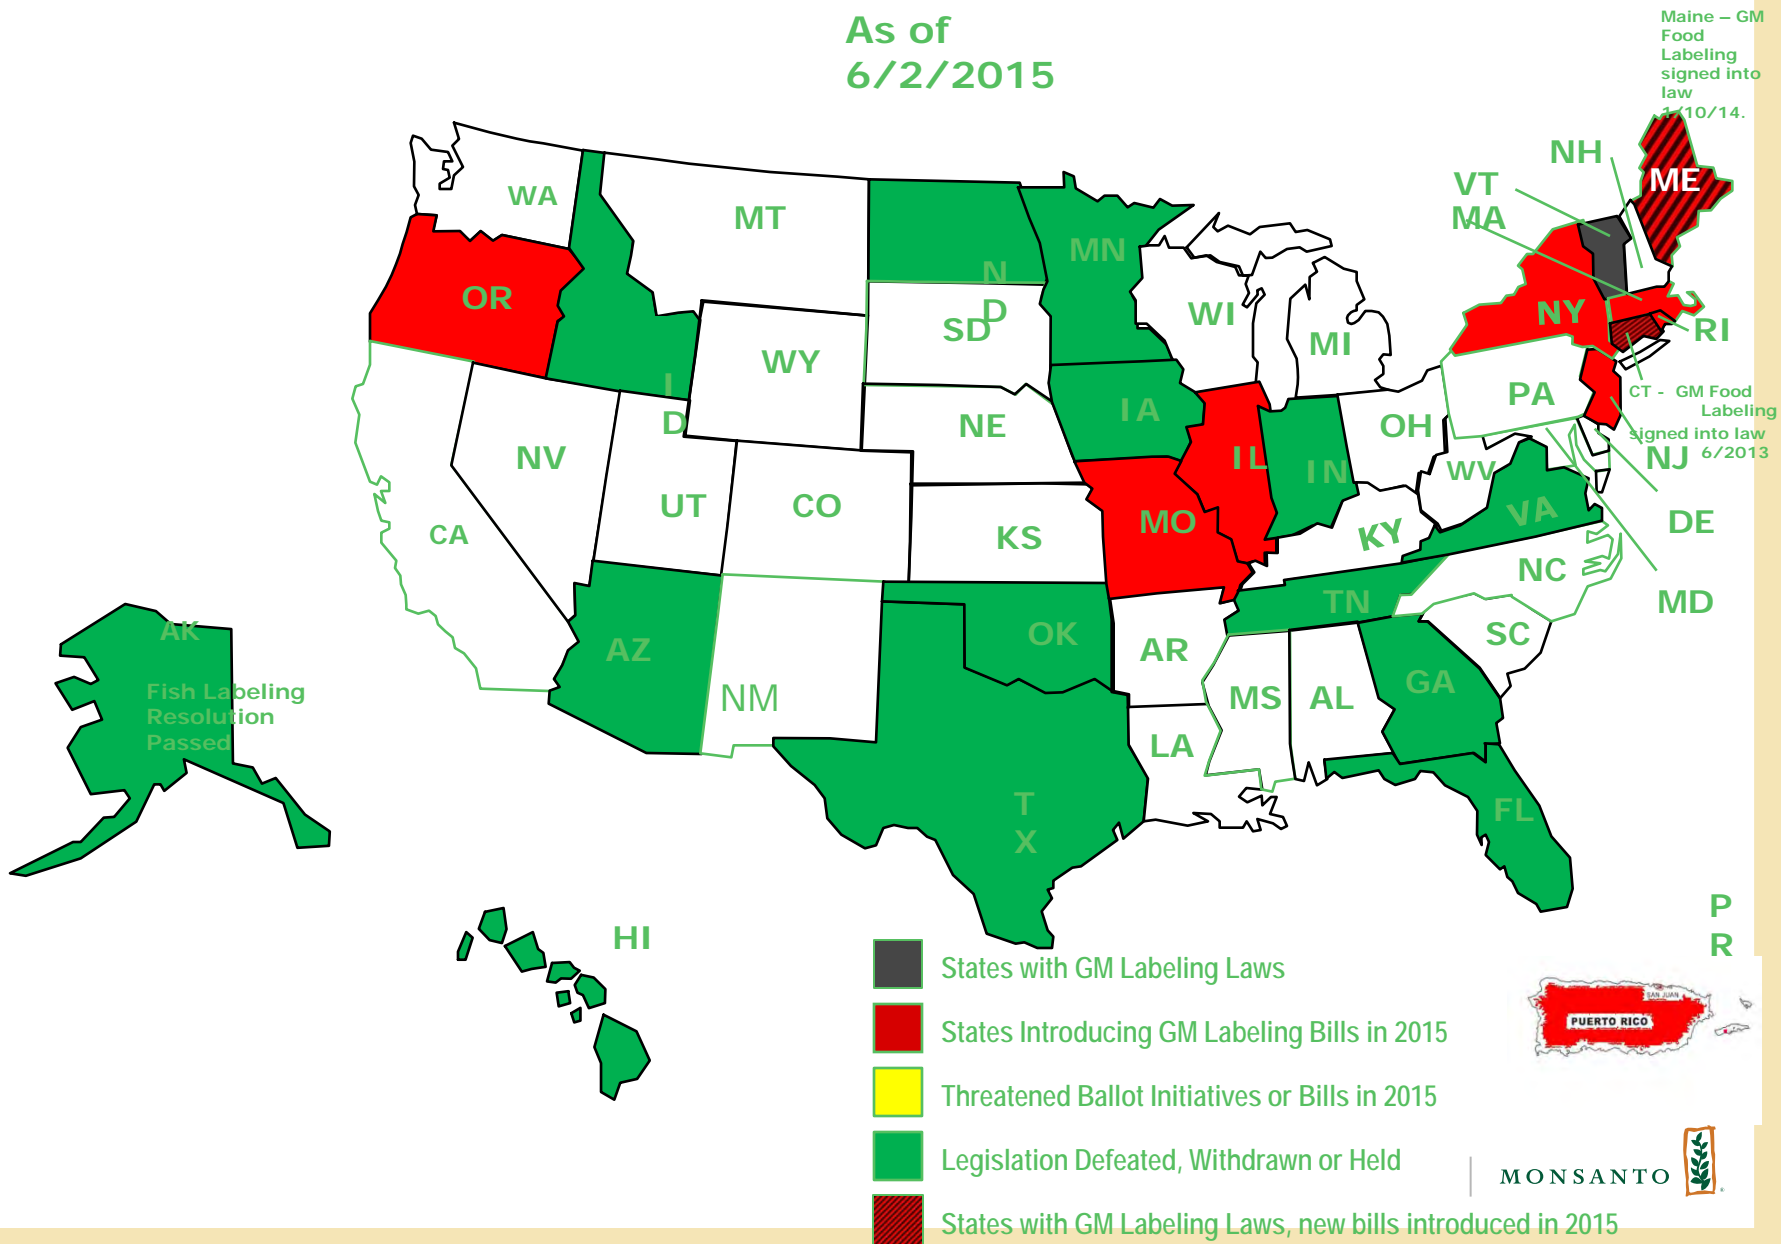 As of
6/2/2015
Maine – GM
Food
Labeling
signed into
law
1/10/14.
NH
VT
MA
ME
WA
MT
N
D
MN
OR
SD
WI
NY
RI
MI
WY
I
D
IA
PA
CT - GM Food
Labeling
signed into law
6/2013
NJ
NE
OH
NV
IL
IN
WV
UT
CO
MO
VA
DE
CA
KS
KY
NC
MD
TN
SC
AK
AZ
OK
AR
GA
Fish Labeling
Resolution
Passed
NM
MS
AL
LA
T
X
FL
HI
P
R
SAN JUAN
PUERTO RICO
States with GM Labeling Laws
States Introducing GM Labeling Bills in 2015
Threatened Ballot Initiatives or Bills in 2015
Legislation Defeated, Withdrawn or Held
States with GM Labeling Laws, new bills introduced in 2015
MONSANTO